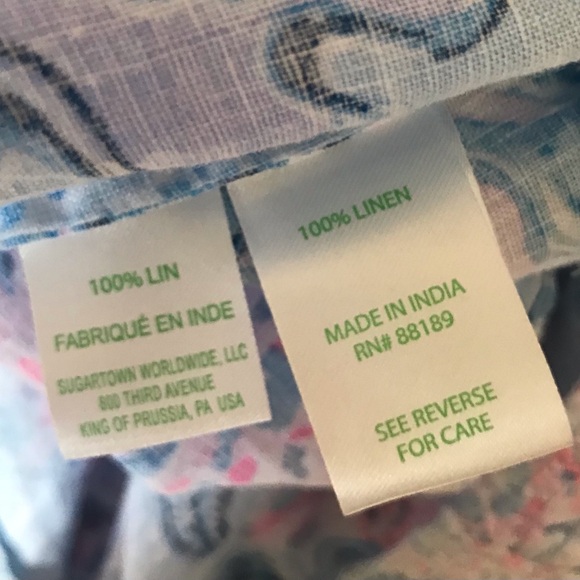 100% LIN
FABRIQUÉ EN INDE
SUGARTOWN WORLDWIDE, LLC
800 THIRD AVENUE
KING OF PRUSSIA, PA USA
100% LINEN
MADE IN INDIA
RN# 88189
SEE REVERSE
FOR CARE